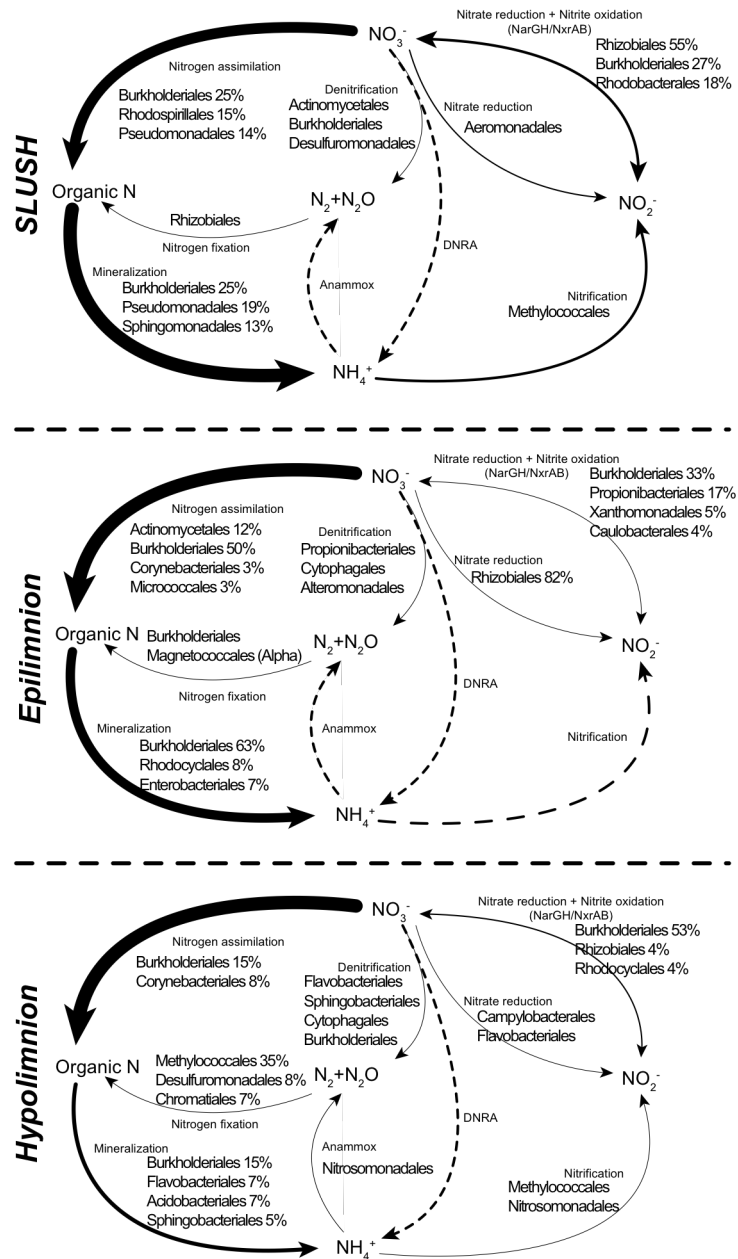 SLUSH
NO3-
Nitrate reduction + Nitrite oxidation
(NarGH/NxrAB)
Rhizobiales 55%
Burkholderiales 27%
Rhodobacterales 18%
Nitrogen assimilation
Burkholderiales 25%
Rhodospirillales 15%
Pseudomonadales 14%
Denitrification
Actinomycetales
Burkholderiales
Desulfuromonadales
Nitrate reduction
Aeromonadales
Organic N
N2+N2O
NO2-
Rhizobiales
Nitrogen fixation
DNRA
Mineralization
Burkholderiales 25%
Pseudomonadales 19%
Sphingomonadales 13%
Anammox
Nitrification
Methylococcales
NH4+
Epilimnion
NO3-
Nitrate reduction + Nitrite oxidation
(NarGH/NxrAB)
Burkholderiales 33%
Propionibacteriales 17%
Xanthomonadales 5%
Caulobacterales 4%
Nitrogen assimilation
Actinomycetales 12%
Burkholderiales 50%
Corynebacteriales 3%
Micrococcales 3%
Denitrification
Propionibacteriales
Cytophagales
Alteromonadales
Nitrate reduction
Rhizobiales 82%
Organic N
N2+N2O
NO2-
Burkholderiales
Magnetococcales (Alpha)
Nitrogen fixation
DNRA
Mineralization
Burkholderiales 63%
Rhodocyclales 8%
Enterobacteriales 7%
Anammox
Nitrification
NH4+
Hypolimnion
NO3-
Nitrate reduction + Nitrite oxidation
(NarGH/NxrAB)
Burkholderiales 53%
Rhizobiales 4%
Rhodocyclales 4%
Nitrogen assimilation
Burkholderiales 15%
Corynebacteriales 8%
Denitrification
Flavobacteriales
Sphingobacteriales
Cytophagales
Burkholderiales
Nitrate reduction
Campylobacterales
Flavobacteriales
Organic N
N2+N2O
NO2-
Methylococcales 35%
Desulfuromonadales 8%
Chromatiales 7%
Nitrogen fixation
DNRA
Mineralization
Burkholderiales 15%
Flavobacteriales 7%
Acidobacteriales 7%
Sphingobacteriales 5%
Anammox
Nitrosomonadales
Nitrification
Methylococcales
Nitrosomonadales
NH4+